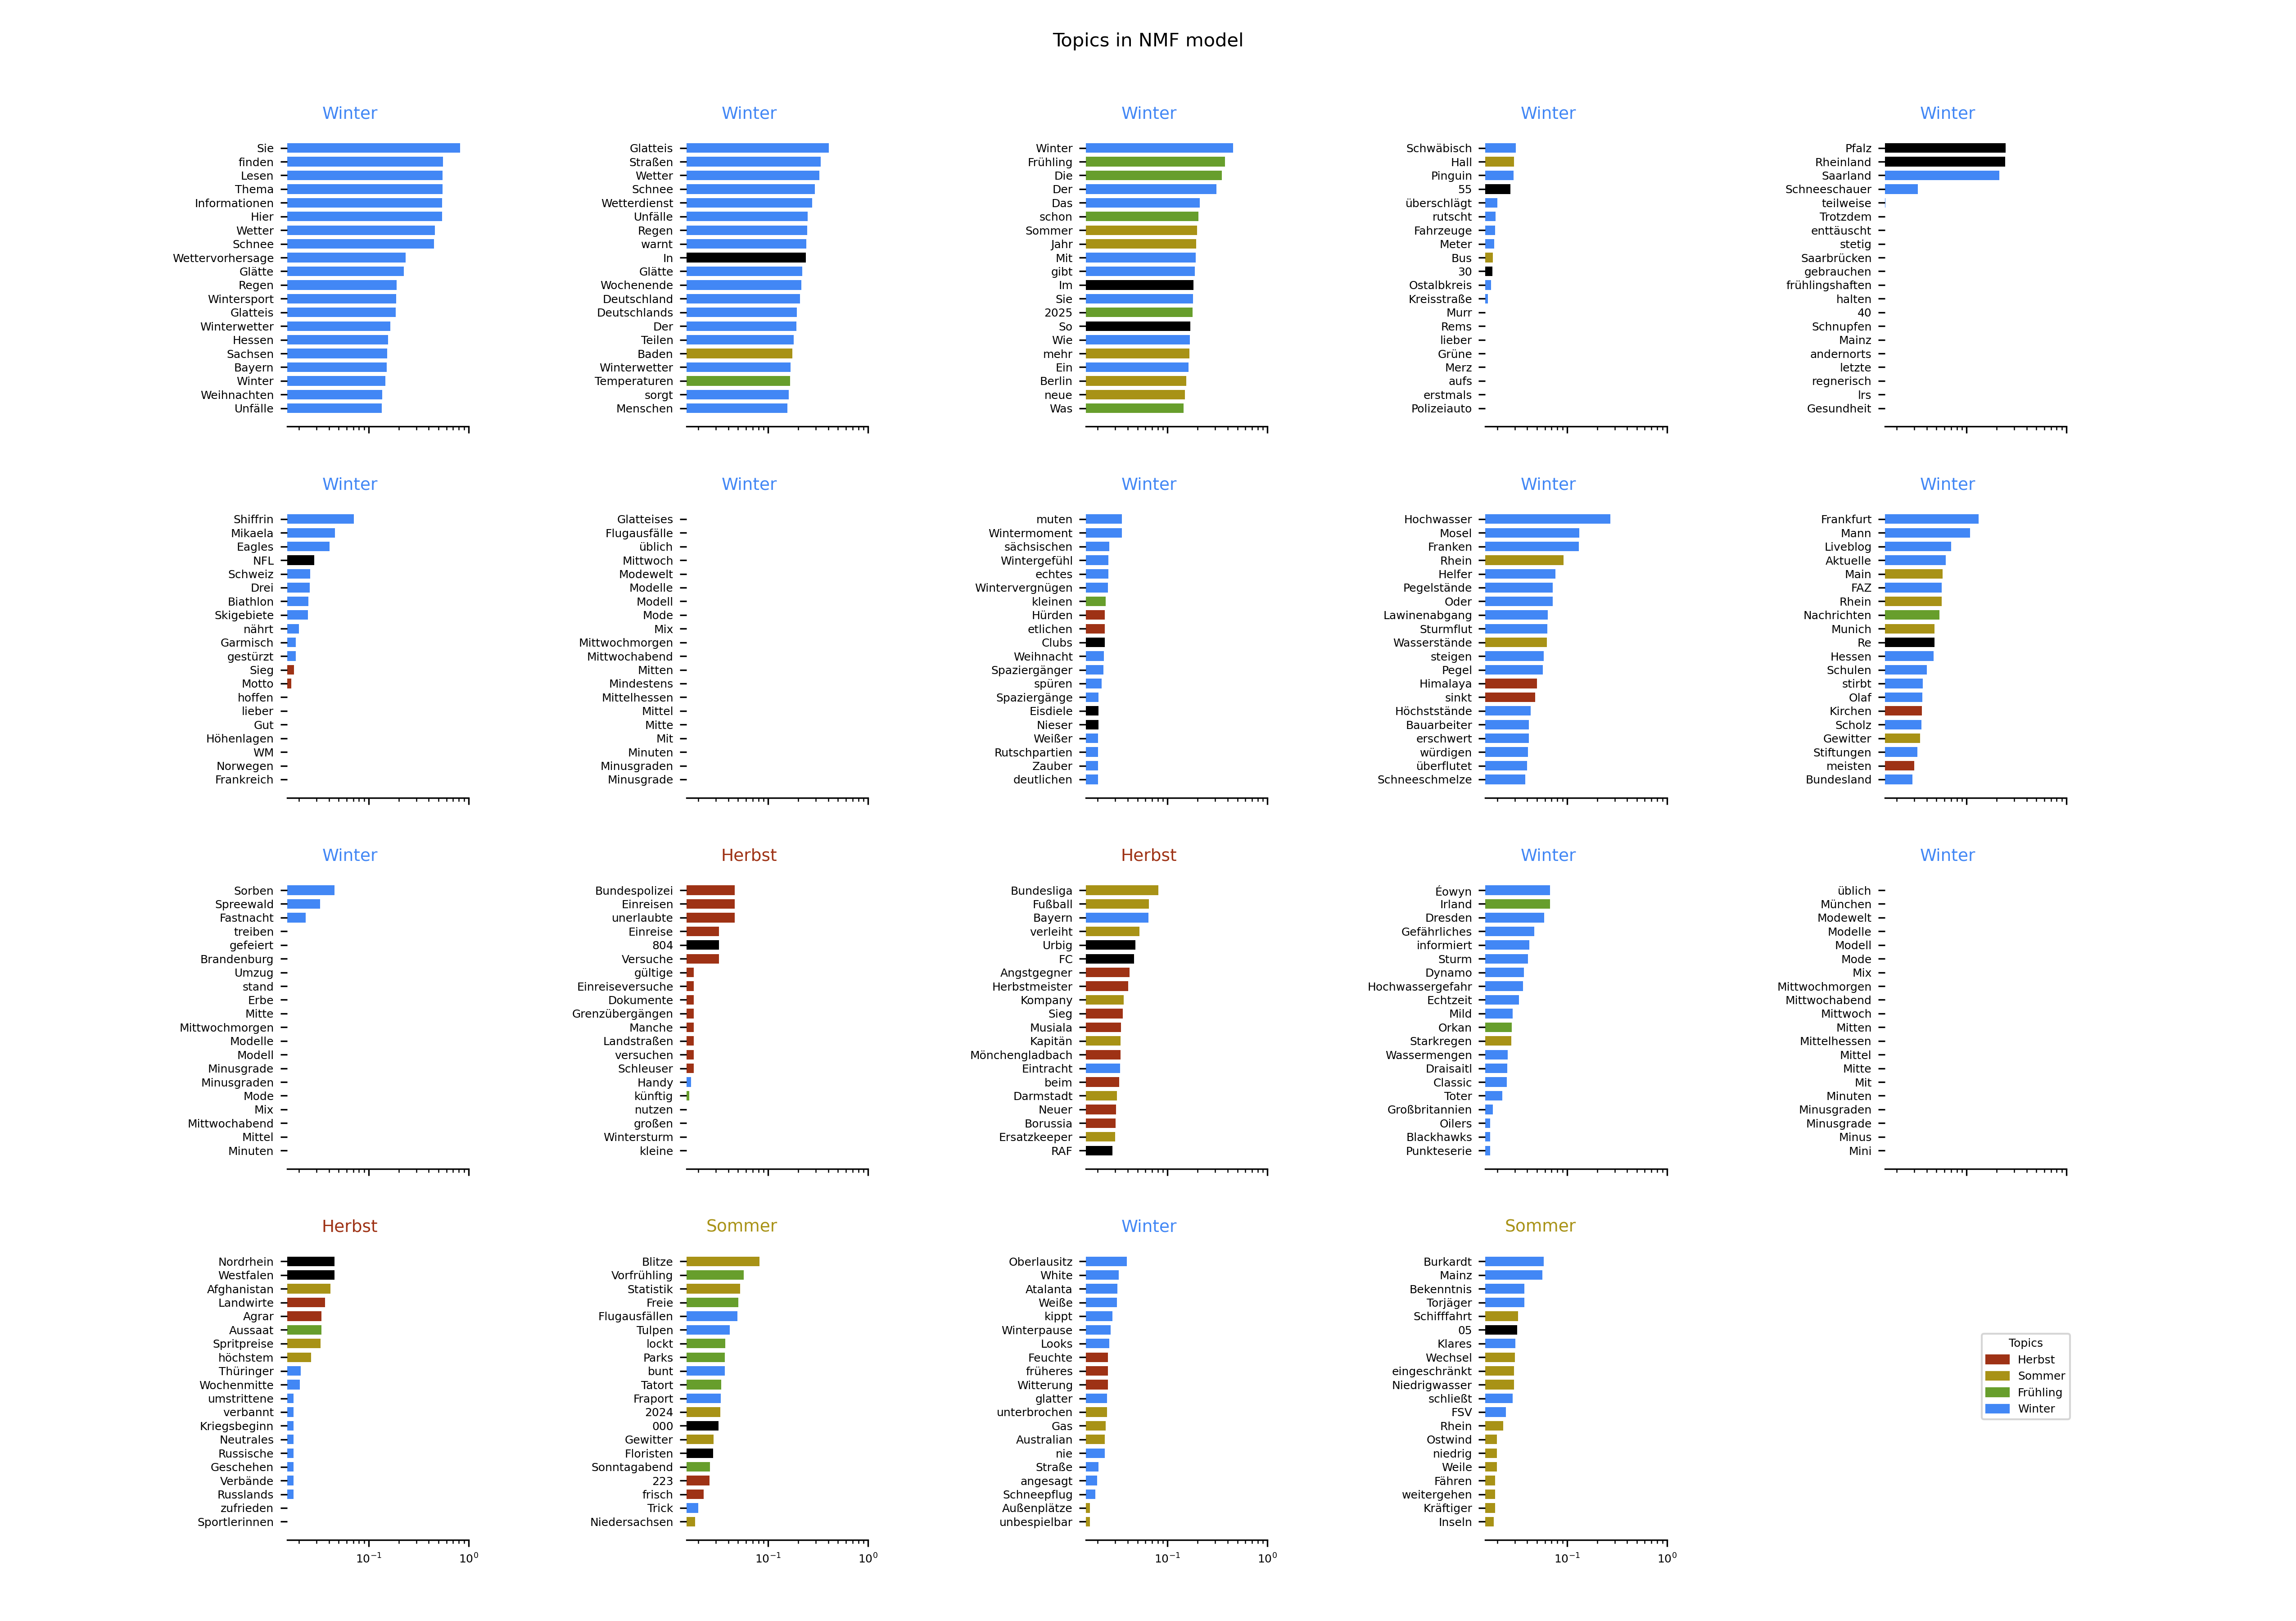 Topics in NMF model
Winter
Sie
finden
Lesen
Thema
Informationen
Hier
Wetter
Schnee
Wettervorhersage
Glätte
Regen
Wintersport
Glatteis
Winterwetter
Hessen
Sachsen
Bayern
Winter
Weihnachten
Unfälle
Winter
Glatteis
Straßen
Wetter
Schnee
Wetterdienst
Unfälle
Regen
warnt
In
Glätte
Wochenende
Deutschland
Deutschlands
Der
Teilen
Baden
Winterwetter
Temperaturen
sorgt
Menschen
Winter
Winter
Frühling
Die
Der
Das
schon
Sommer
Jahr
Mit
gibt
Im
Sie
2025
So
Wie
mehr
Ein
Berlin
neue
Was
Winter
Schwäbisch
Hall
Pinguin
55
überschlägt
rutscht
Fahrzeuge
Meter
Bus
30
Ostalbkreis
Kreisstraße
Murr
Rems
lieber
Grüne
Merz
aufs
erstmals
Polizeiauto
Winter
Pfalz
Rheinland
Saarland
Schneeschauer
teilweise
Trotzdem
enttäuscht
stetig
Saarbrücken
gebrauchen
frühlingshaften
halten
40
Schnupfen
Mainz
andernorts
letzte
regnerisch
Irs
Gesundheit
Winter
Shiffrin
Mikaela
Eagles
NFL
Schweiz
Drei
Biathlon
Skigebiete
nährt
Garmisch
gestürzt
Sieg
Motto
hoffen
lieber
Gut
Höhenlagen
WM
Norwegen
Frankreich
Winter
Glatteises
Flugausfälle
üblich
Mittwoch
Modewelt
Modelle
Modell
Mode
Mix
Mittwochmorgen
Mittwochabend
Mitten
Mindestens
Mittelhessen
Mittel
Mitte
Mit
Minuten
Minusgraden
Minusgrade
Winter
muten
Wintermoment
sächsischen
Wintergefühl
echtes
Wintervergnügen
kleinen
Hürden
etlichen
Clubs
Weihnacht
Spaziergänger
spüren
Spaziergänge
Eisdiele
Nieser
Weißer
Rutschpartien
Zauber
deutlichen
Winter
Hochwasser
Mosel
Franken
Rhein
Helfer
Pegelstände
Oder
Lawinenabgang
Sturmflut
Wasserstände
steigen
Pegel
Himalaya
sinkt
Höchststände
Bauarbeiter
erschwert
würdigen
überflutet
Schneeschmelze
Winter
Frankfurt
Mann
Liveblog
Aktuelle
Main
FAZ
Rhein
Nachrichten
Munich
Re
Hessen
Schulen
stirbt
Olaf
Kirchen
Scholz
Gewitter
Stiftungen
meisten
Bundesland
Winter
Sorben
Spreewald
Fastnacht
treiben
gefeiert
Brandenburg
Umzug
stand
Erbe
Mitte
Mittwochmorgen
Modelle
Modell
Minusgrade
Minusgraden
Mode
Mix
Mittwochabend
Mittel
Minuten
Herbst
Bundespolizei
Einreisen
unerlaubte
Einreise
804
Versuche
gültige
Einreiseversuche
Dokumente
Grenzübergängen
Manche
Landstraßen
versuchen
Schleuser
Handy
künftig
nutzen
großen
Wintersturm
kleine
Herbst
Bundesliga
Fußball
Bayern
verleiht
Urbig
FC
Angstgegner
Herbstmeister
Kompany
Sieg
Musiala
Kapitän
Mönchengladbach
Eintracht
beim
Darmstadt
Neuer
Borussia
Ersatzkeeper
RAF
Winter
Éowyn
Irland
Dresden
Gefährliches
informiert
Sturm
Dynamo
Hochwassergefahr
Echtzeit
Mild
Orkan
Starkregen
Wassermengen
Draisaitl
Classic
Toter
Großbritannien
Oilers
Blackhawks
Punkteserie
Winter
üblich
München
Modewelt
Modelle
Modell
Mode
Mix
Mittwochmorgen
Mittwochabend
Mittwoch
Mitten
Mittelhessen
Mittel
Mitte
Mit
Minuten
Minusgraden
Minusgrade
Minus
Mini
Herbst
Nordrhein
Westfalen
Afghanistan
Landwirte
Agrar
Aussaat
Spritpreise
höchstem
Thüringer
Wochenmitte
umstrittene
verbannt
Kriegsbeginn
Neutrales
Russische
Geschehen
Verbände
Russlands
zufrieden
Sportlerinnen
10⁻¹ 10⁰
Sommer
Blitze
Vorfrühling
Statistik
Freie
Flugausfällen
Tulpen
lockt
Parks
bunt
Tatort
Fraport
2024
000
Gewitter
Floristen
Sonntagabend
223
frisch
Trick
Niedersachsen
10⁻¹ 10⁰
Winter
Oberlausitz
White
Atalanta
Weiße
kippt
Winterpause
Looks
Feuchte
früheres
Witterung
glatter
unterbrochen
Gas
Australian
nie
Straße
angesagt
Schneepflug
Außenplätze
unbespielbar
10⁻¹ 10⁰
Sommer
Burkardt
Mainz
Bekenntnis
Torjäger
Schifffahrt
05
Klares
Wechsel
eingeschränkt
Niedrigwasser
schließt
FSV
Rhein
Ostwind
niedrig
Weile
Fähren
weitergehen
Kräftiger
Inseln
10⁻¹ 10⁰
Topics
Herbst
Sommer
Frühling
Winter